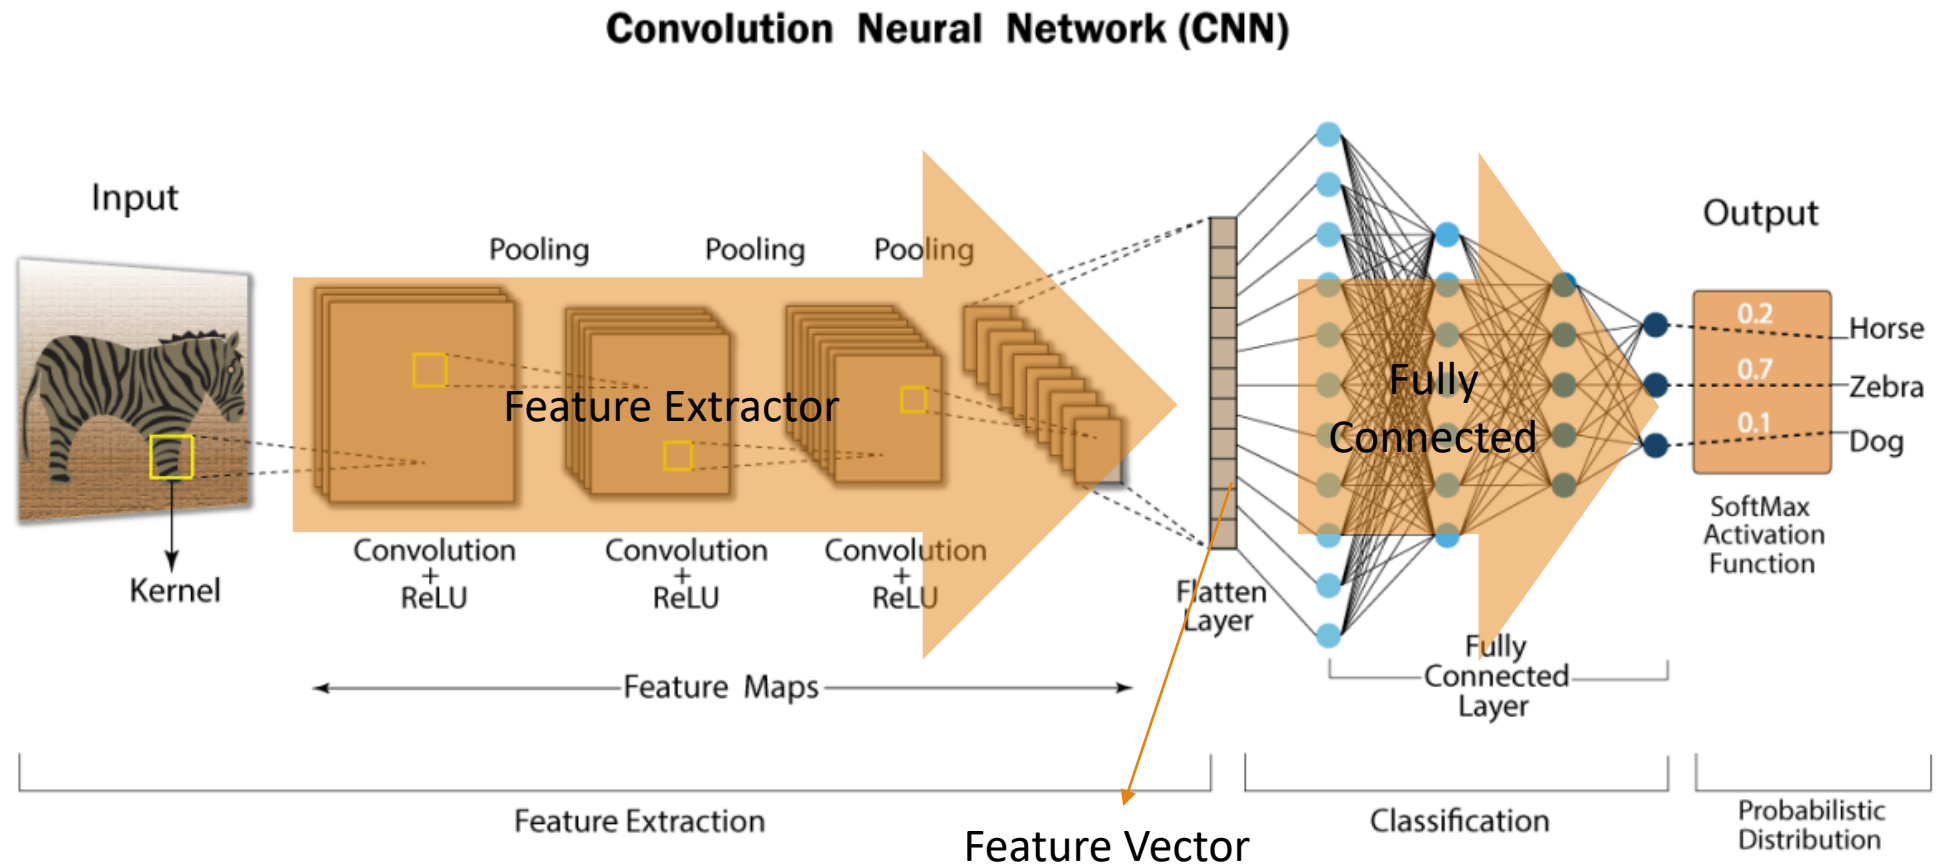 Convolution Neural Network (CNN)
Input
Output
Pooling
Pooling
Pooling
0.2
Horse
0.7
Zebra
0.1
Dog
Feature Extractor
Fully
Connected
Kernel
Convolution
+
ReLU
Convolution
+
ReLU
Convolution
+
ReLU
Flatten
Layer
SoftMax
Activation
Function
Feature Maps
Fully
Connected
Layer
Feature Extraction
Feature Vector
Classification
Probabilistic
Distribution